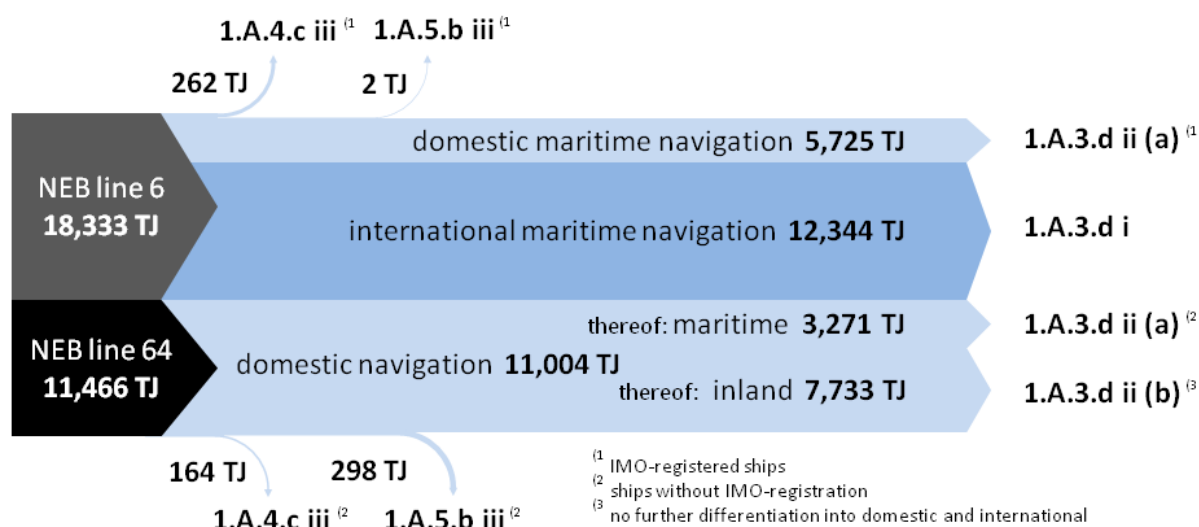 1.A.4.c iii (1 1.A.5.b iii (1
262 TJ 2 TJ
domestic maritime navigation 5,725 TJ 1.A.3.d ii (a) (1
NEB line 6
18,333 TJ
international maritime navigation 12,344 TJ 1.A.3.d i
thereof: maritime 3,271 TJ 1.A.3.d ii (a) (2
NEB line 64
11,466 TJ
domestic navigation 11,004 TJ
thereof: inland 7,733 TJ 1.A.3.d ii (b) (3
164 TJ 298 TJ
1.A.4.c iii (2 1.A.5.b iii (2
(1 IMO-registered ships
(2 ships without IMO-registration
(3 no further differentiation into domestic and international